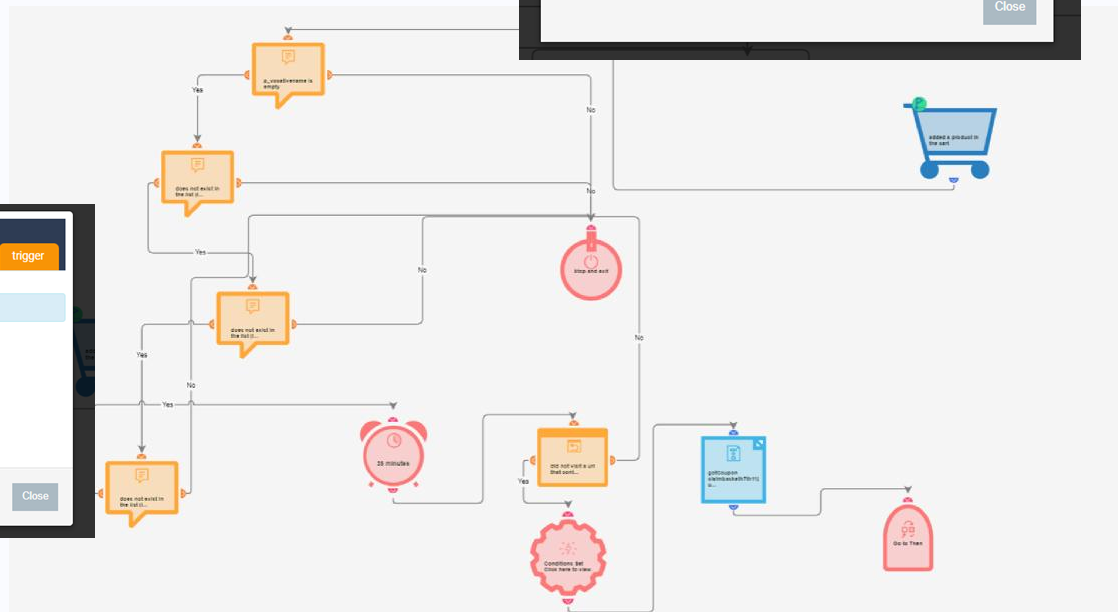 Close
p_vocativename is
empty
Yes
No
added a product in
the cart
does not exist in
the list (i...
No
trigger
Yes
Stop and exit
No
does not exist in
the list (i...
No
Yes
No
Yes
25 minutes
did not visit a url
that cont...
getCoupon
Yes
does not exist in
the list (i...
Close
Go to Then
Conditions Set
Click here to view